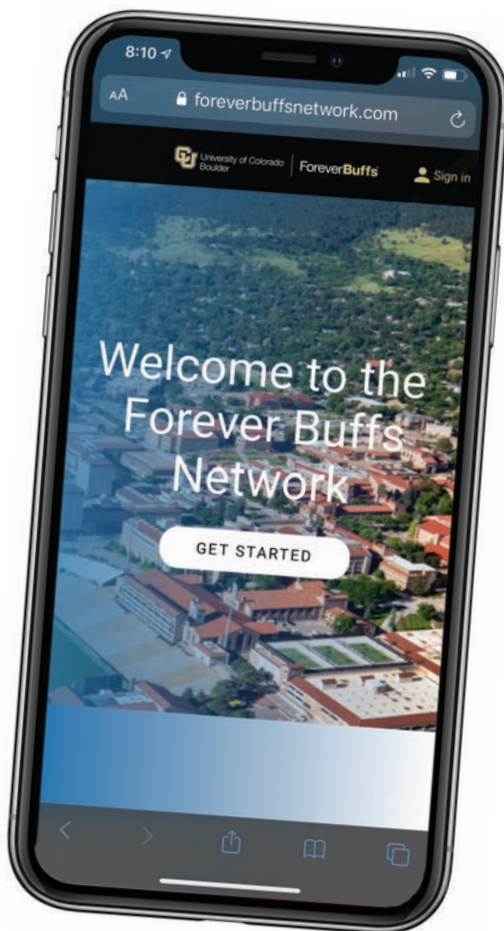 8:10
AA foreverbuffsnetwork.com
CU University of Colorado
Boulder
ForeverBuffs
Sign in
Welcome to the
Forever Buffs
Network
GET STARTED